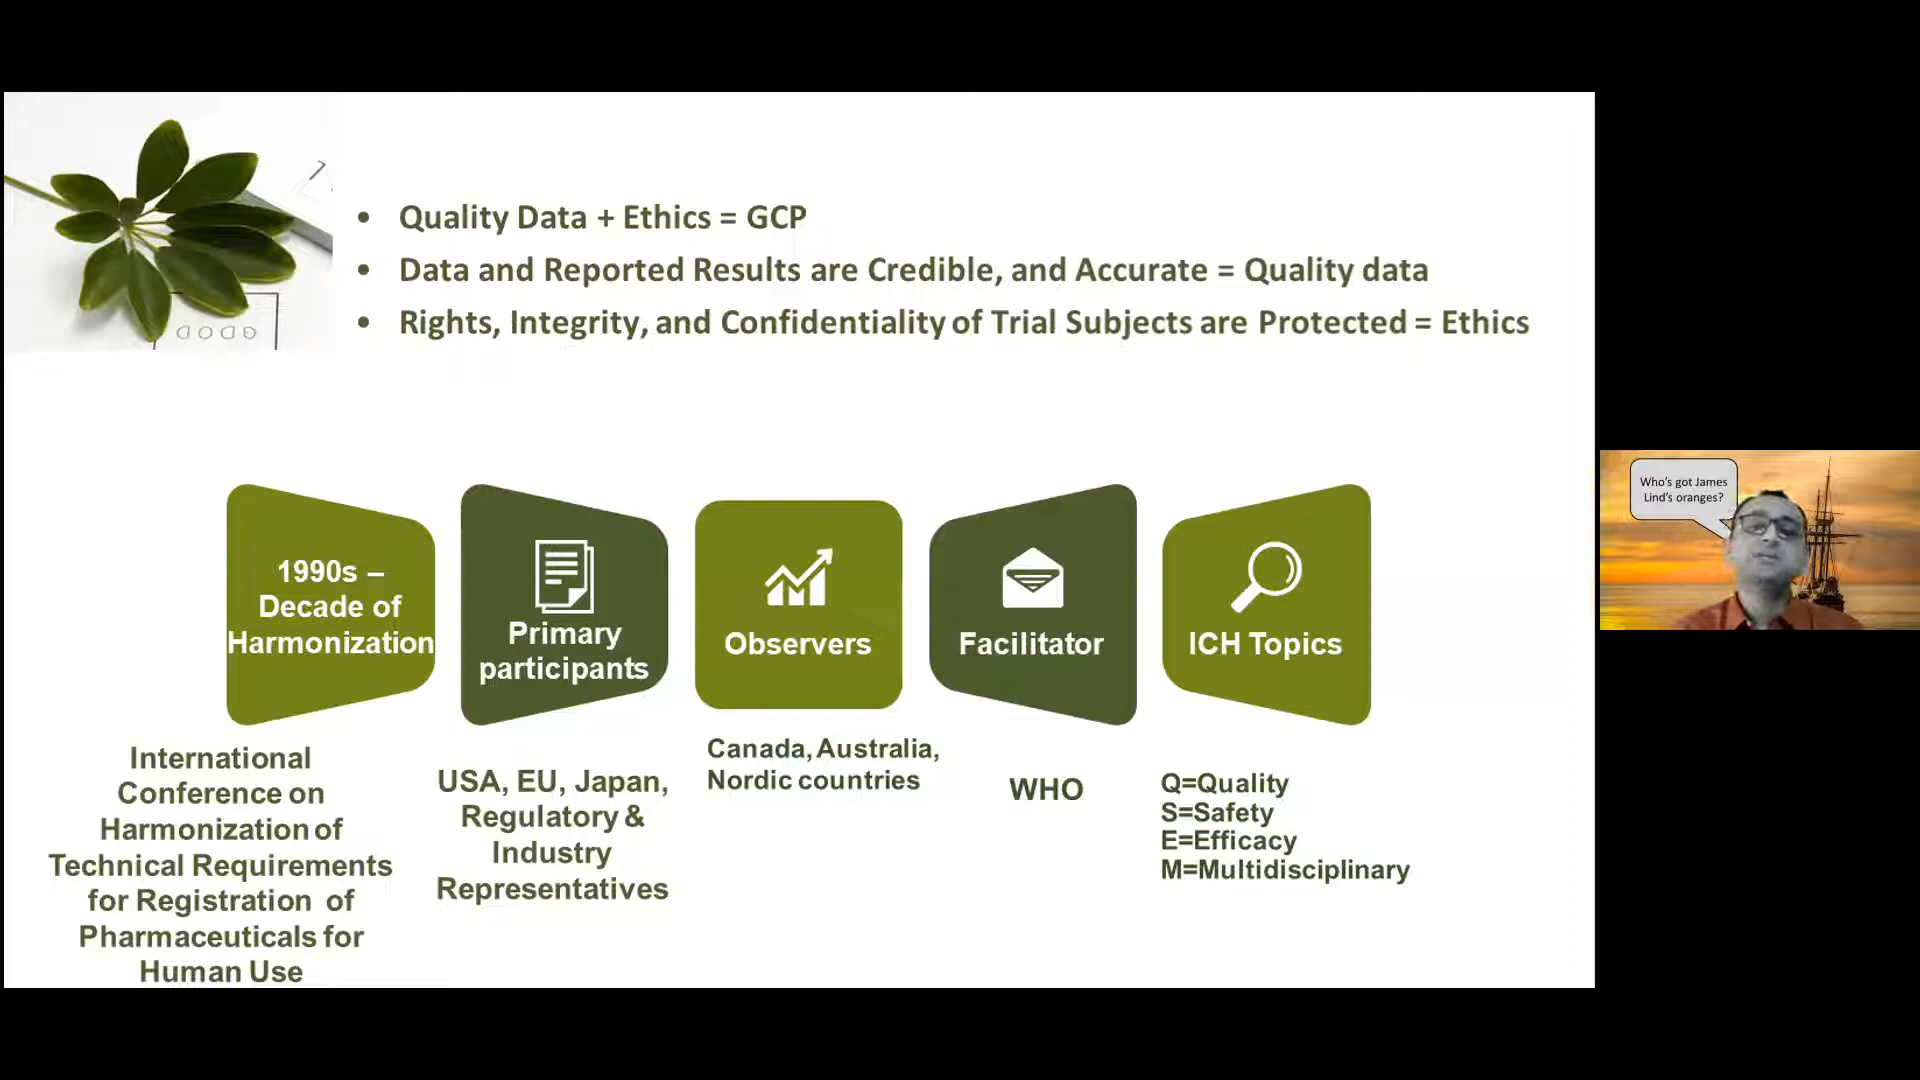 • Quality Data + Ethics = GCP
• Data and Reported Results are Credible, and Accurate = Quality data
• Rights, Integrity, and Confidentiality of Trial Subjects are Protected = Ethics
1990s –
Decade of
Harmonization
International
Conference on
Harmonization of
Technical Requirements
for Registration of
Pharmaceuticals for
Human Use
Primary
participants
USA, EU, Japan,
Regulatory &
Industry
Representatives
Observers
Canada, Australia,
Nordic countries
Facilitator
WHO
ICH Topics
Q=Quality
S=Safety
E=Efficacy
M=Multidisciplinary
Who's got James
Lind's oranges?